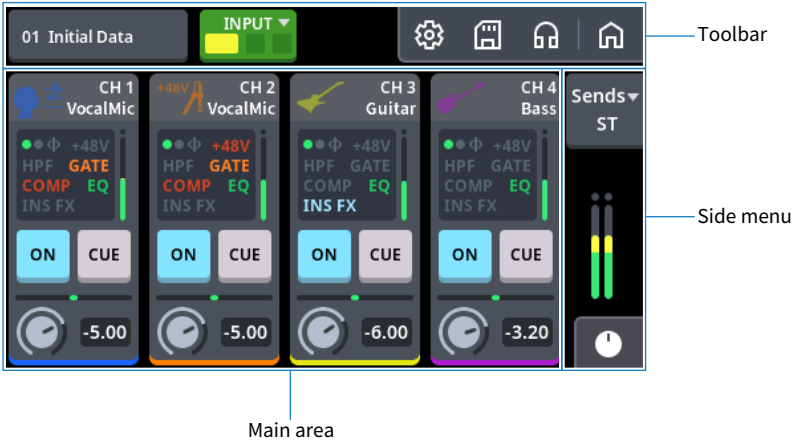 01 Initial Data
INPUT
Toolbar
CH 1
VocalMic
Φ +48V
HPF GATE
COMP EQ
INS FX
ON CUE
-5.00
+48V CH 2
VocalMic
Φ +48V
HPF GATE
COMP EQ
INS FX
ON CUE
-5.00
CH 3
Guitar
Φ +48V
HPF GATE
COMP EQ
INS FX
ON CUE
-6.00
CH 4
Bass
Φ +48V
HPF GATE
COMP EQ
INS FX
ON CUE
-3.20
Sends
ST
Side menu
Main area